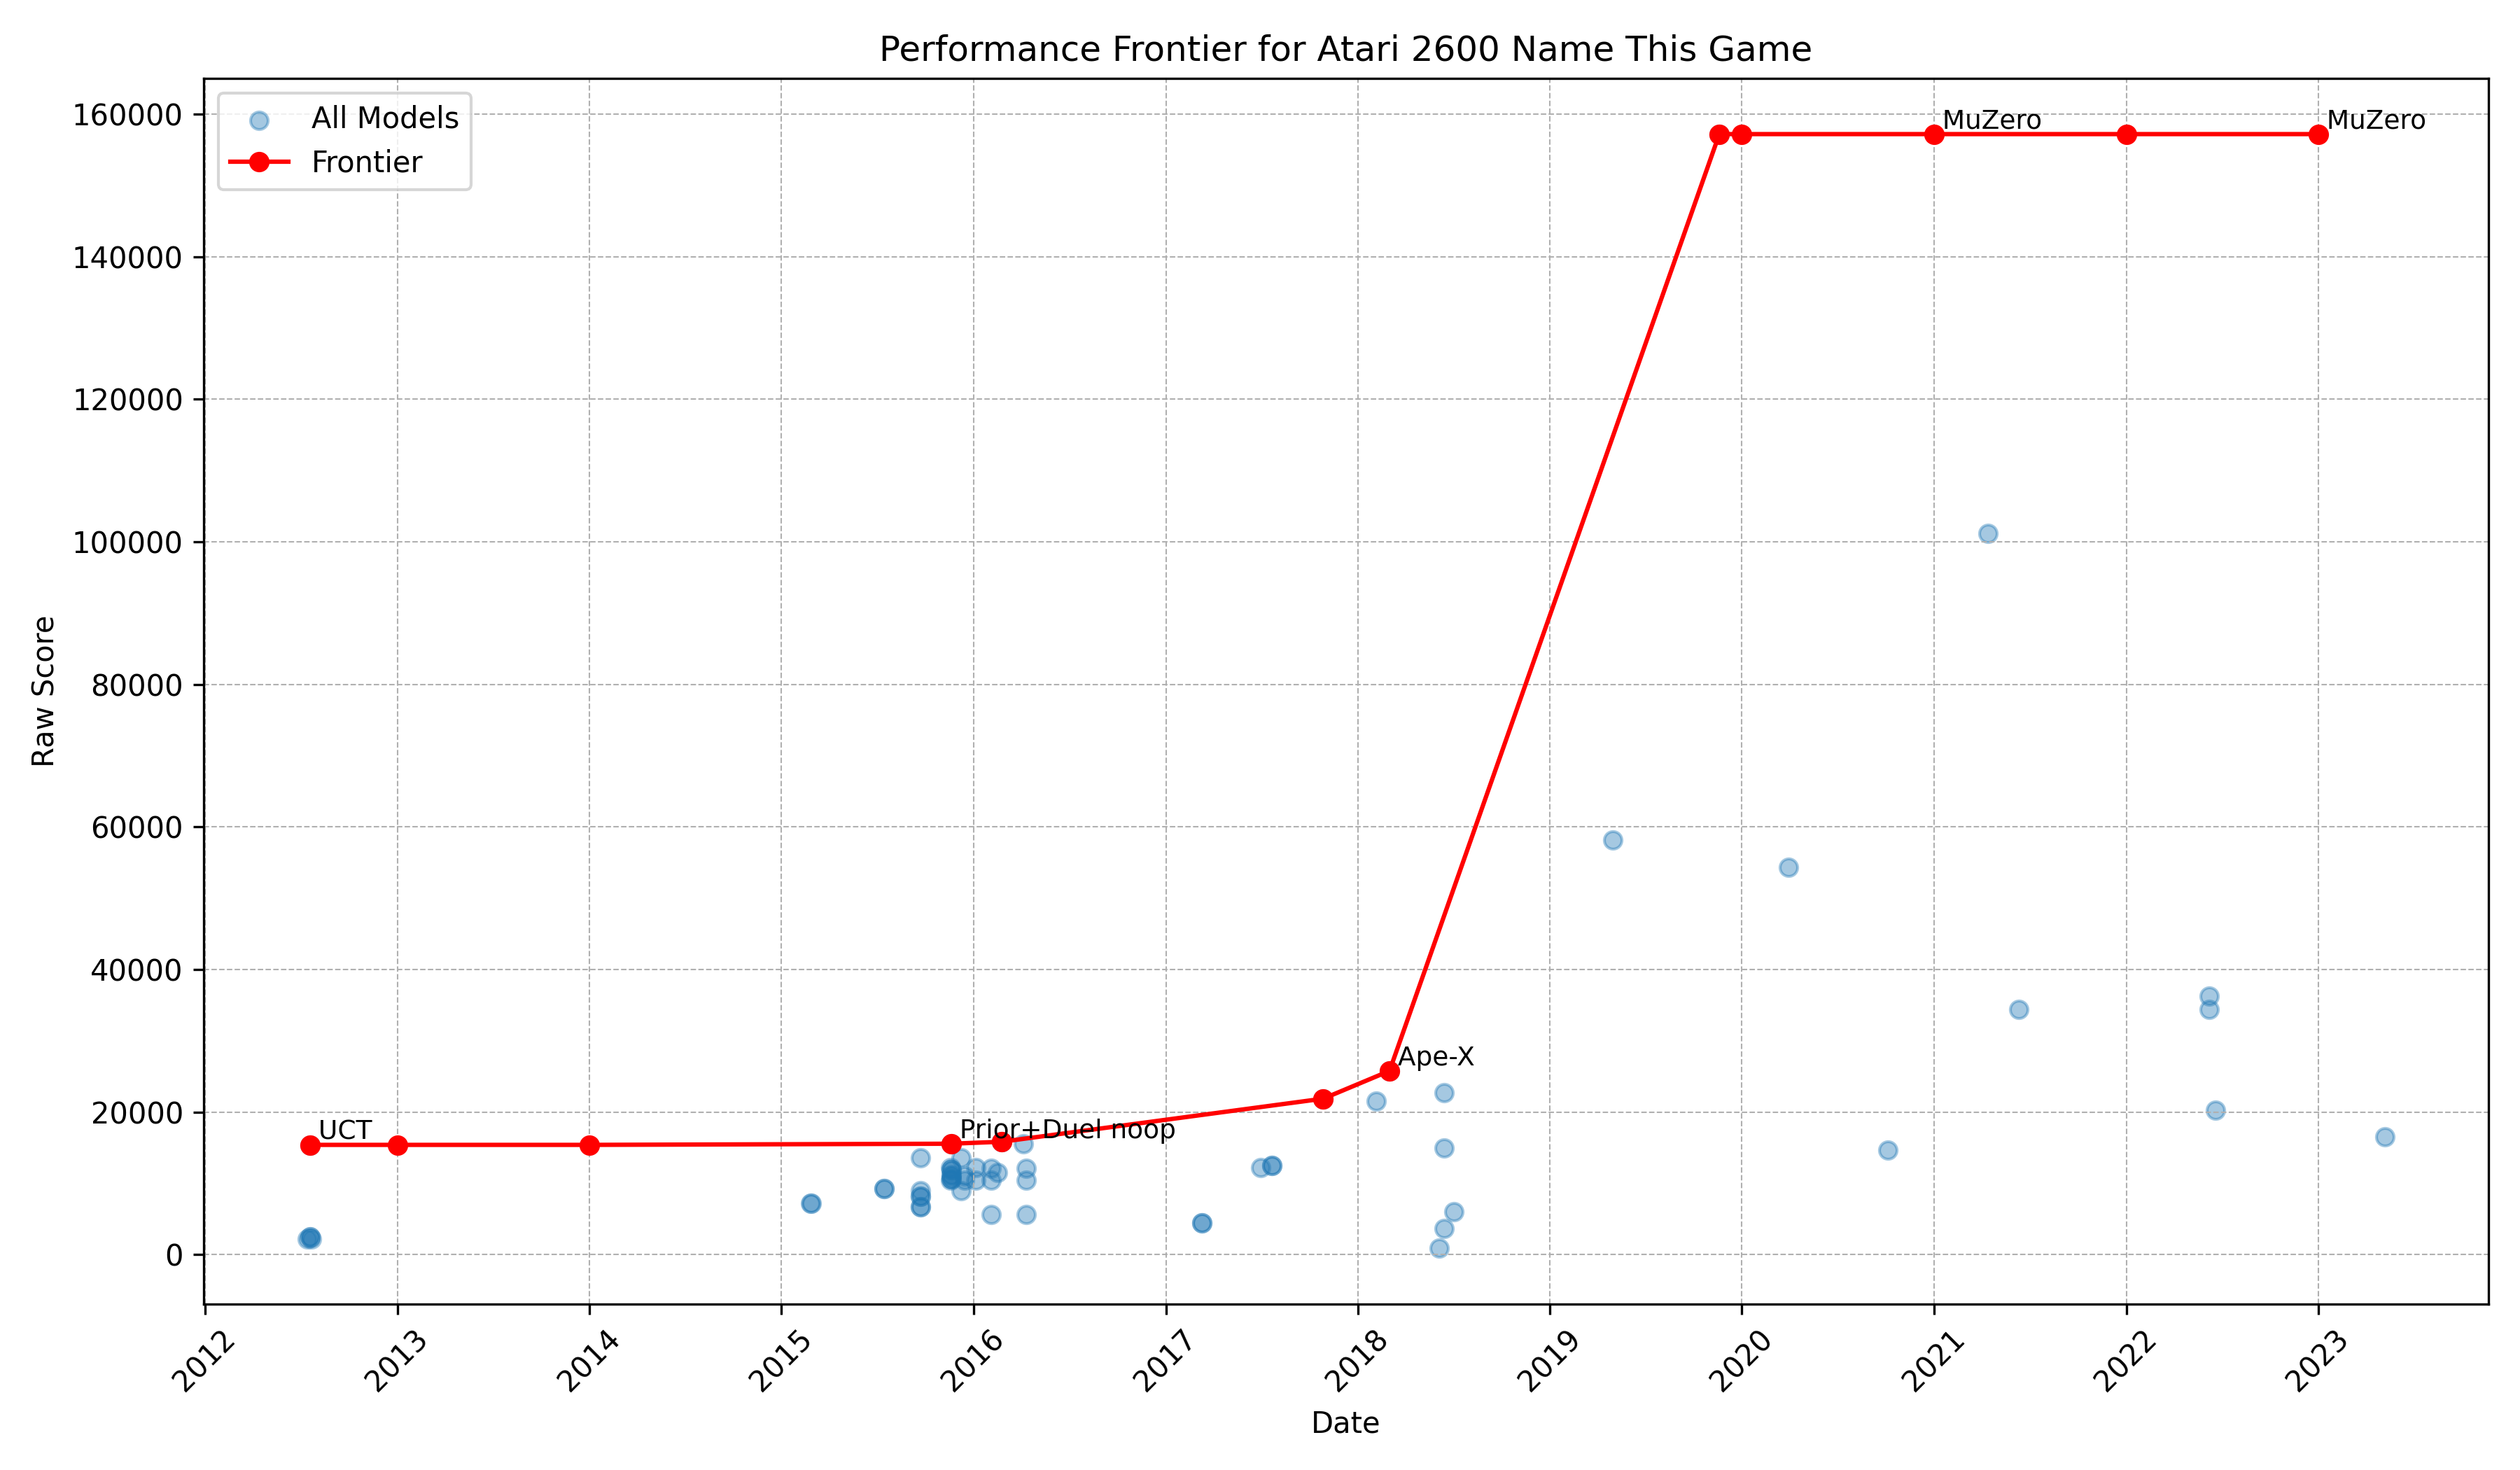 Performance Frontier for Atari 2600 Name This Game
All Models
Frontier
MuZero
MuZero
160000
140000
120000
100000
80000
60000
40000
20000
0
Raw Score
Ape-X
UCT
Prior+Duel noop
2012
2013
2014
2015
2016
2017
2018
2019
2020
2021
2022
2023
Date